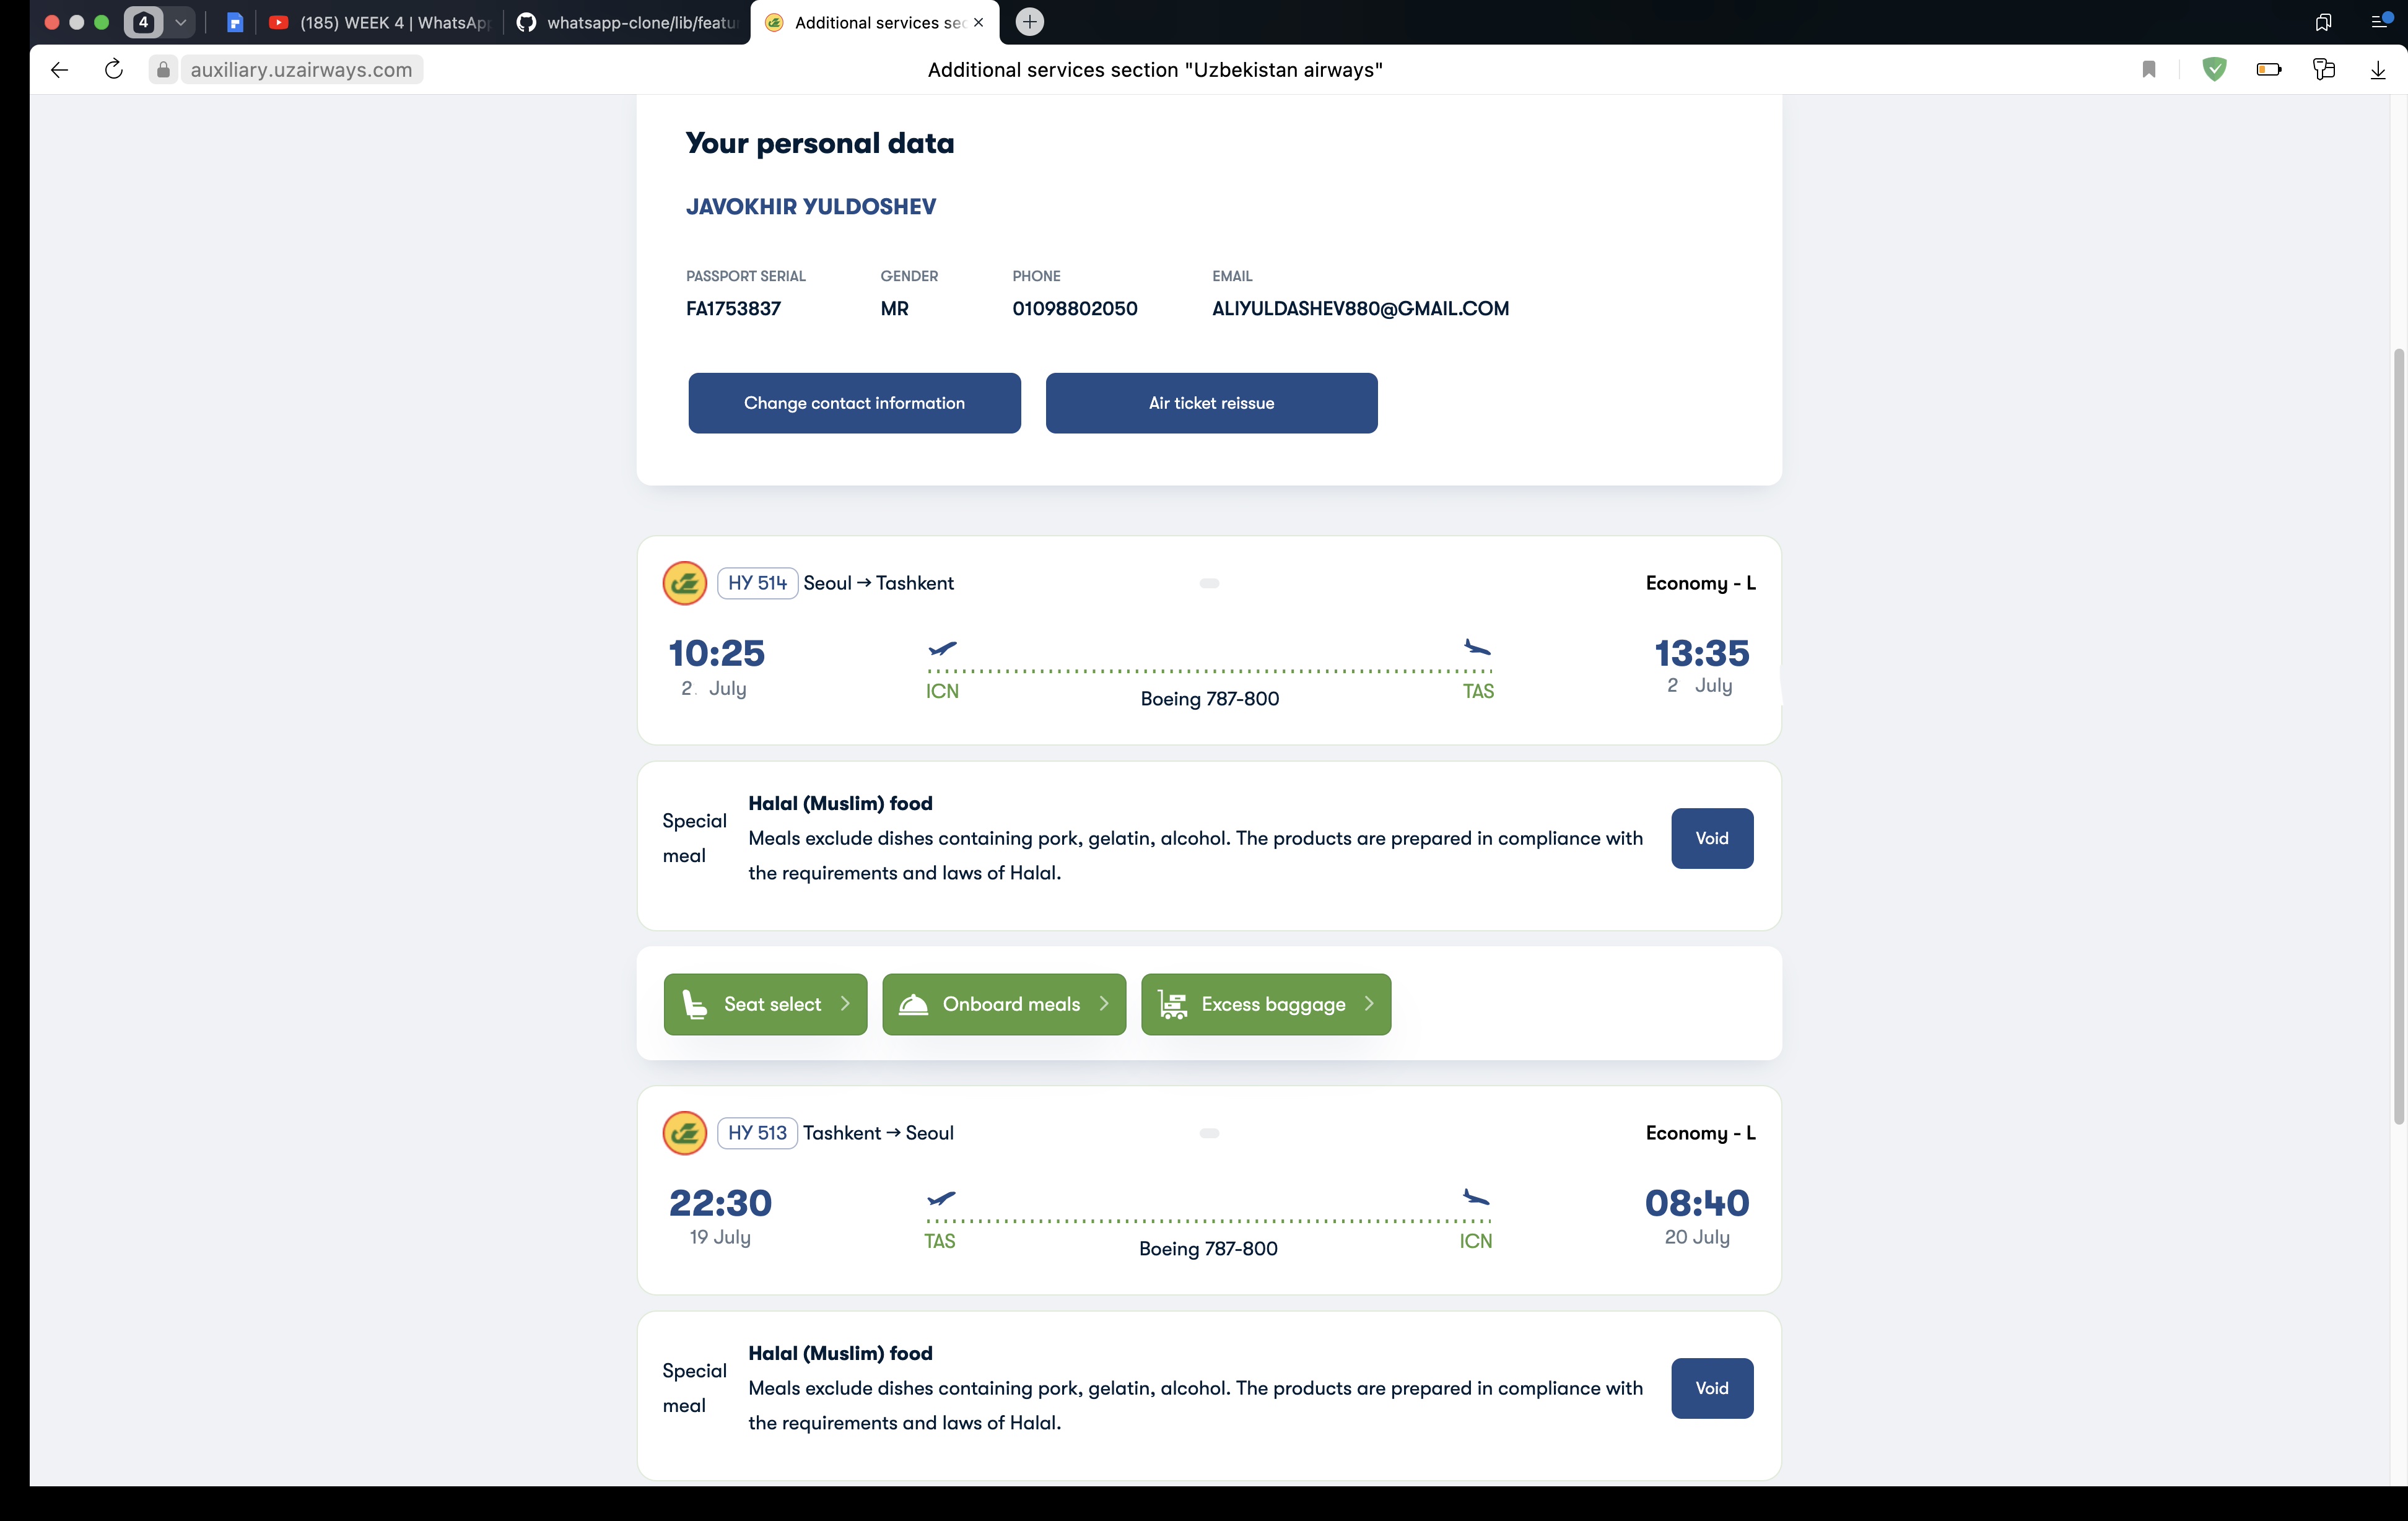 4
(185) WEEK 4 | WhatsAp
whatsapp-clone/lib/featu
Additional services sec
auxiliary.uzairways.com
Additional services section "Uzbekistan airways"
Your personal data
JAVOKHIR YULDOSHEV
PASSPORT SERIAL GENDER PHONE EMAIL
FA1753837 MR 01098802050 ALIYULDASHEV880@GMAIL.COM
Change contact information Air ticket reissue
HY 514 Seoul → Tashkent Economy - L
10:25 13:35
2. July 2 July
ICN TAS
Boeing 787-800
Halal (Muslim) food
Special meal
Meals exclude dishes containing pork, gelatin, alcohol. The products are prepared in compliance with
the requirements and laws of Halal.
Void
Seat select Onboard meals Excess baggage
HY 513 Tashkent → Seoul Economy - L
22:30 08:40
19 July 20 July
TAS ICN
Boeing 787-800
Halal (Muslim) food
Special meal
Meals exclude dishes containing pork, gelatin, alcohol. The products are prepared in compliance with
the requirements and laws of Halal.
Void